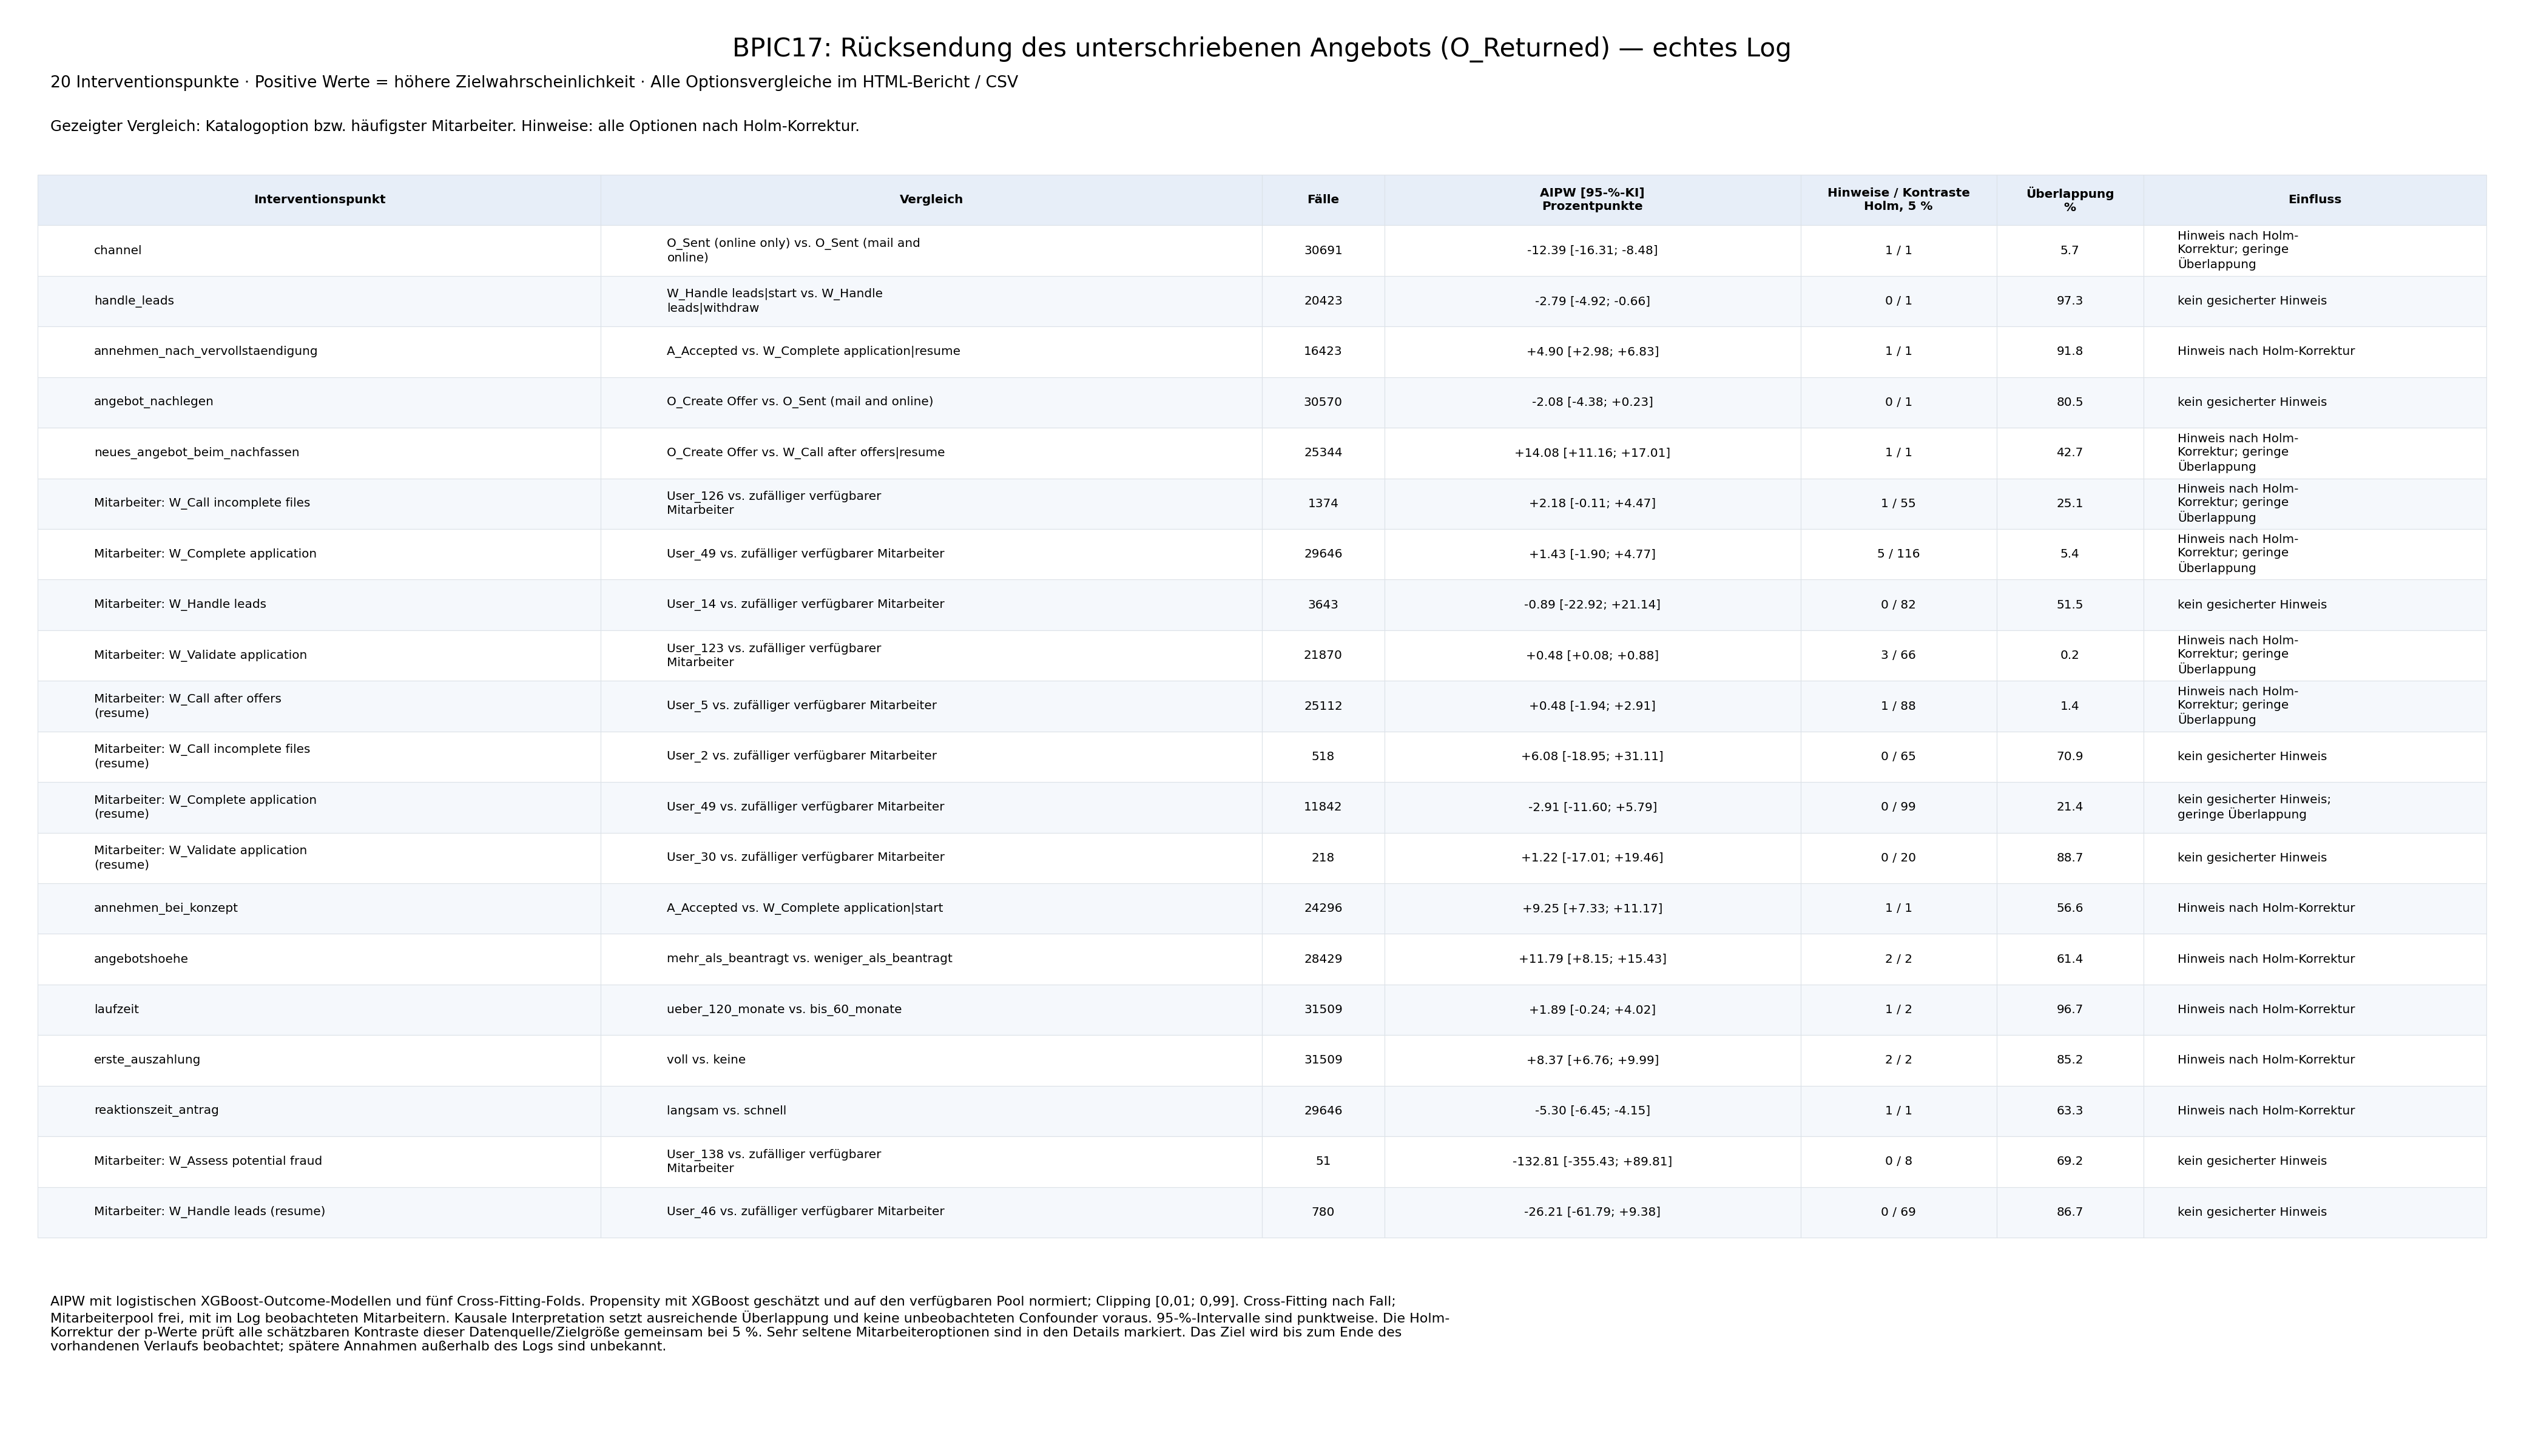 BPIC17: Rücksendung des unterschriebenen Angebots (O_Returned) — echtes Log
20 Interventionspunkte · Positive Werte = höhere Zielwahrscheinlichkeit · Alle Optionsvergleiche im HTML-Bericht / CSV
Gezeigter Vergleich: Katalogoption bzw. häufigster Mitarbeiter. Hinweise: alle Optionen nach Holm-Korrektur.
Interventionspunkt
Vergleich
Fälle
AIPW [95-%-KI]
Prozentpunkte
Hinweise / Kontraste
Holm, 5 %
Überlappung
%
Einfluss
channel
O_Sent (online only) vs. O_Sent (mail and
online)
30691
-12.39 [-16.31; -8.48]
1 / 1
5.7
Hinweis nach Holm-
Korrektur; geringe
Überlappung
handle_leads
W_Handle leads|start vs. W_Handle
leads|withdraw
20423
-2.79 [-4.92; -0.66]
0 / 1
97.3
kein gesicherter Hinweis
annehmen_nach_vervollstaendigung
A_Accepted vs. W_Complete application|resume
16423
+4.90 [+2.98; +6.83]
1 / 1
91.8
Hinweis nach Holm-Korrektur
angebot_nachlegen
O_Create Offer vs. O_Sent (mail and online)
30570
-2.08 [-4.38; +0.23]
0 / 1
80.5
kein gesicherter Hinweis
neues_angebot_beim_nachfassen
O_Create Offer vs. W_Call after offers|resume
25344
+14.08 [+11.16; +17.01]
1 / 1
42.7
Hinweis nach Holm-
Korrektur; geringe
Überlappung
Mitarbeiter: W_Call incomplete files
User_126 vs. zufälliger verfügbarer
Mitarbeiter
1374
+2.18 [-0.11; +4.47]
1 / 55
25.1
Hinweis nach Holm-
Korrektur; geringe
Überlappung
Mitarbeiter: W_Complete application
User_49 vs. zufälliger verfügbarer Mitarbeiter
29646
+1.43 [-1.90; +4.77]
5 / 116
5.4
Hinweis nach Holm-
Korrektur; geringe
Überlappung
Mitarbeiter: W_Handle leads
User_14 vs. zufälliger verfügbarer Mitarbeiter
3643
-0.89 [-22.92; +21.14]
0 / 82
51.5
kein gesicherter Hinweis
Mitarbeiter: W_Validate application
User_123 vs. zufälliger verfügbarer
Mitarbeiter
21870
+0.48 [+0.08; +0.88]
3 / 66
0.2
Hinweis nach Holm-
Korrektur; geringe
Überlappung
Mitarbeiter: W_Call after offers
(resume)
User_5 vs. zufälliger verfügbarer Mitarbeiter
25112
+0.48 [-1.94; +2.91]
1 / 88
1.4
Hinweis nach Holm-
Korrektur; geringe
Überlappung
Mitarbeiter: W_Call incomplete files
(resume)
User_2 vs. zufälliger verfügbarer Mitarbeiter
518
+6.08 [-18.95; +31.11]
0 / 65
70.9
kein gesicherter Hinweis
Mitarbeiter: W_Complete application
(resume)
User_49 vs. zufälliger verfügbarer Mitarbeiter
11842
-2.91 [-11.60; +5.79]
0 / 99
21.4
kein gesicherter Hinweis;
geringe Überlappung
Mitarbeiter: W_Validate application
(resume)
User_30 vs. zufälliger verfügbarer Mitarbeiter
218
+1.22 [-17.01; +19.46]
0 / 20
88.7
kein gesicherter Hinweis
annehmen_bei_konzept
A_Accepted vs. W_Complete application|start
24296
+9.25 [+7.33; +11.17]
1 / 1
56.6
Hinweis nach Holm-Korrektur
angebotshoehe
mehr_als_beantragt vs. weniger_als_beantragt
28429
+11.79 [+8.15; +15.43]
2 / 2
61.4
Hinweis nach Holm-Korrektur
laufzeit
ueber_120_monate vs. bis_60_monate
31509
+1.89 [-0.24; +4.02]
1 / 2
96.7
Hinweis nach Holm-Korrektur
erste_auszahlung
voll vs. keine
31509
+8.37 [+6.76; +9.99]
2 / 2
85.2
Hinweis nach Holm-Korrektur
reaktionszeit_antrag
langsam vs. schnell
29646
-5.30 [-6.45; -4.15]
1 / 1
63.3
Hinweis nach Holm-Korrektur
Mitarbeiter: W_Assess potential fraud
User_138 vs. zufälliger verfügbarer
Mitarbeiter
51
-132.81 [-355.43; +89.81]
0 / 8
69.2
kein gesicherter Hinweis
Mitarbeiter: W_Handle leads (resume)
User_46 vs. zufälliger verfügbarer Mitarbeiter
780
-26.21 [-61.79; +9.38]
0 / 69
86.7
kein gesicherter Hinweis
AIPW mit logistischen XGBoost-Outcome-Modellen und fünf Cross-Fitting-Folds. Propensity mit XGBoost geschätzt und auf den verfügbaren Pool normiert; Clipping [0,01; 0,99]. Cross-Fitting nach Fall;
Mitarbeiterpool frei, mit im Log beobachteten Mitarbeitern. Kausale Interpretation setzt ausreichende Überlappung und keine unbeobachteten Confounder voraus. 95-%-Intervalle sind punktweise. Die Holm-
Korrektur der p-Werte prüft alle schätzbaren Kontraste dieser Datenquelle/Zielgröße gemeinsam bei 5 %. Sehr seltene Mitarbeiteroptionen sind in den Details markiert. Das Ziel wird bis zum Ende des
vorhandenen Verlaufs beobachtet; spätere Annahmen außerhalb des Logs sind unbekannt.